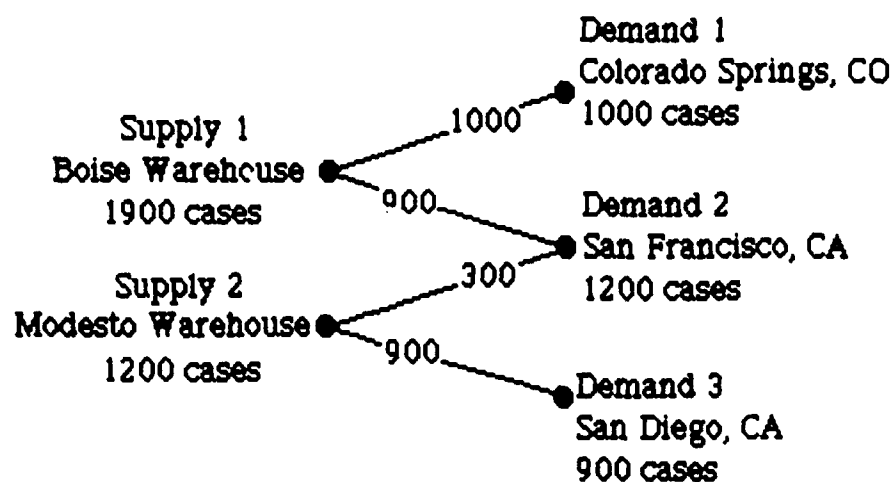 Supply 1
Boise Warehouse
1900 cases
Supply 2
Modesto Warehouse
1200 cases
1000
900
300
900
Demand 1
Colorado Springs, CO
1000 cases
Demand 2
San Francisco, CA
1200 cases
Demand 3
San Diego, CA
900 cases